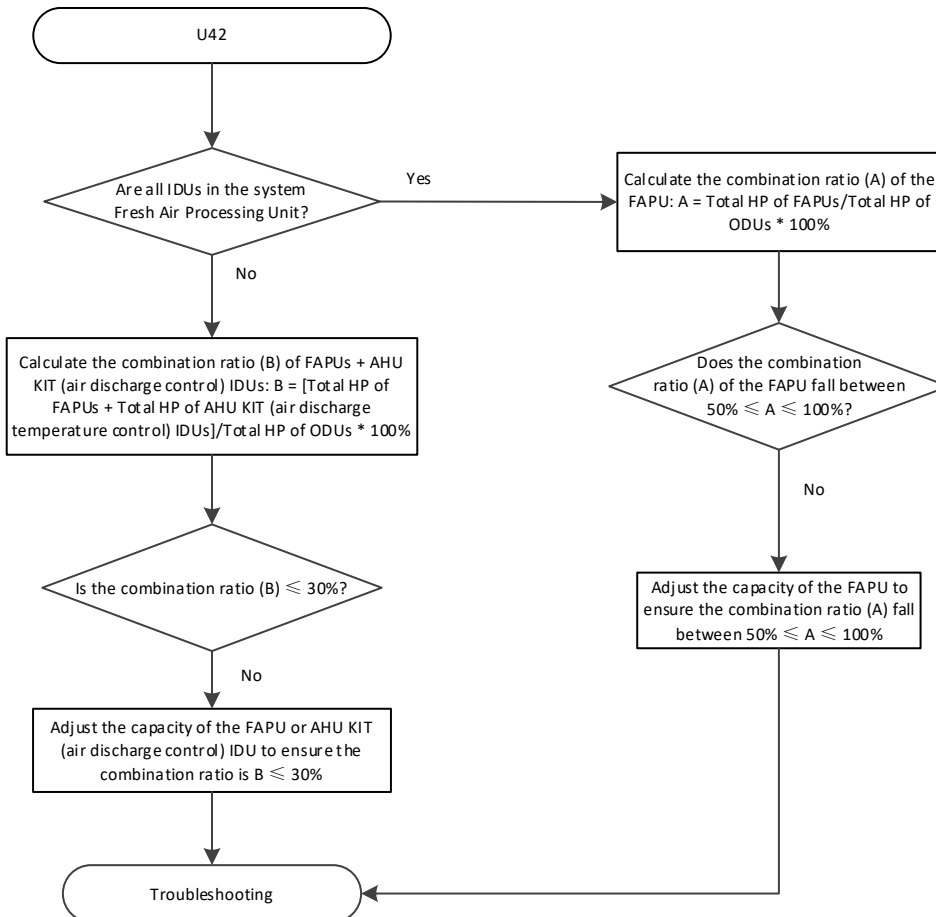 U42
Are all IDUs in the system
Fresh Air Processing Unit?
Yes
Calculate the combination ratio (A) of the
FAPU: A = Total HP of FAPUs/Total HP of
ODUs * 100%
No
Calculate the combination ratio (B) of FAPUs + AHU
KIT (air discharge control) IDUs: B = [Total HP of
FAPUs + Total HP of AHU KIT (air discharge
temperature control) IDUs]/Total HP of ODUs * 100%
Does the combination
ratio (A) of the FAPU fall between
50% ≤ A ≤ 100%?
No
Is the combination ratio (B) ≤ 30%?
Adjust the capacity of the FAPU to
ensure the combination ratio (A) fall
between 50% ≤ A ≤ 100%
No
Adjust the capacity of the FAPU or AHU KIT
(air discharge control) IDU to ensure the
combination ratio is B ≤ 30%
Troubleshooting